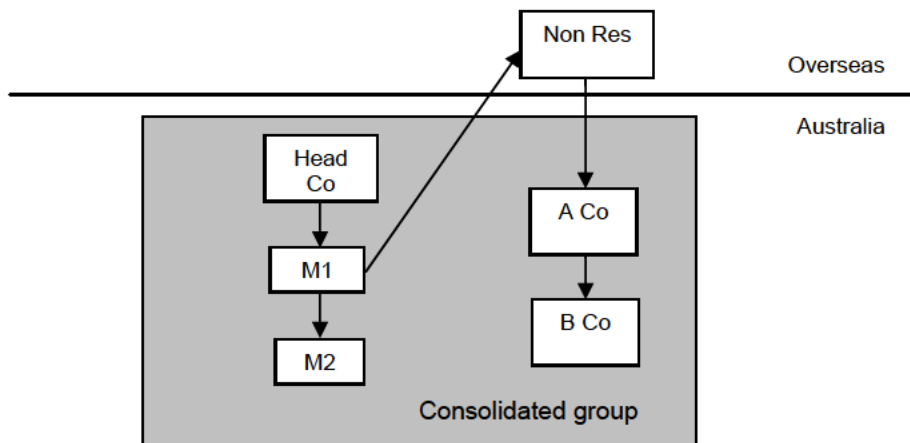 Non Res
Overseas
Australia
Head
Co
A Co
M1
B Co
M2
Consolidated group